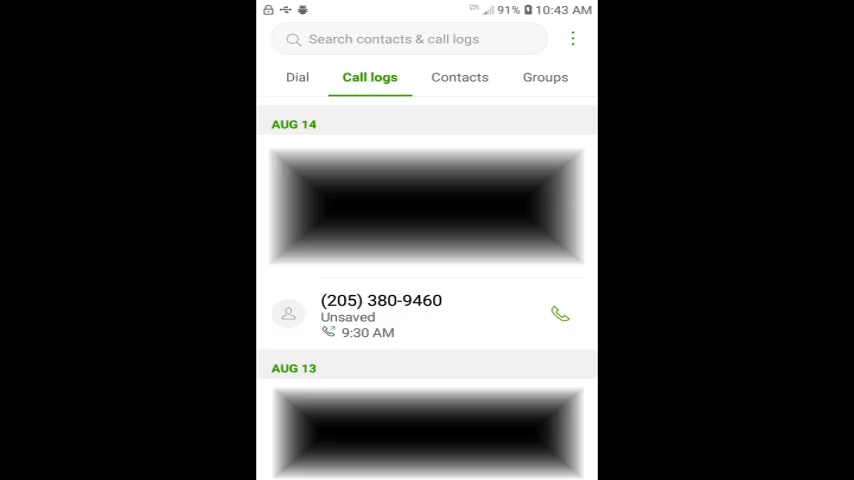 91% 10:43 AM
Search contacts & call logs
Dial Call logs Contacts Groups
AUG 14
(205) 380-9460
Unsaved
9:30 AM
AUG 13